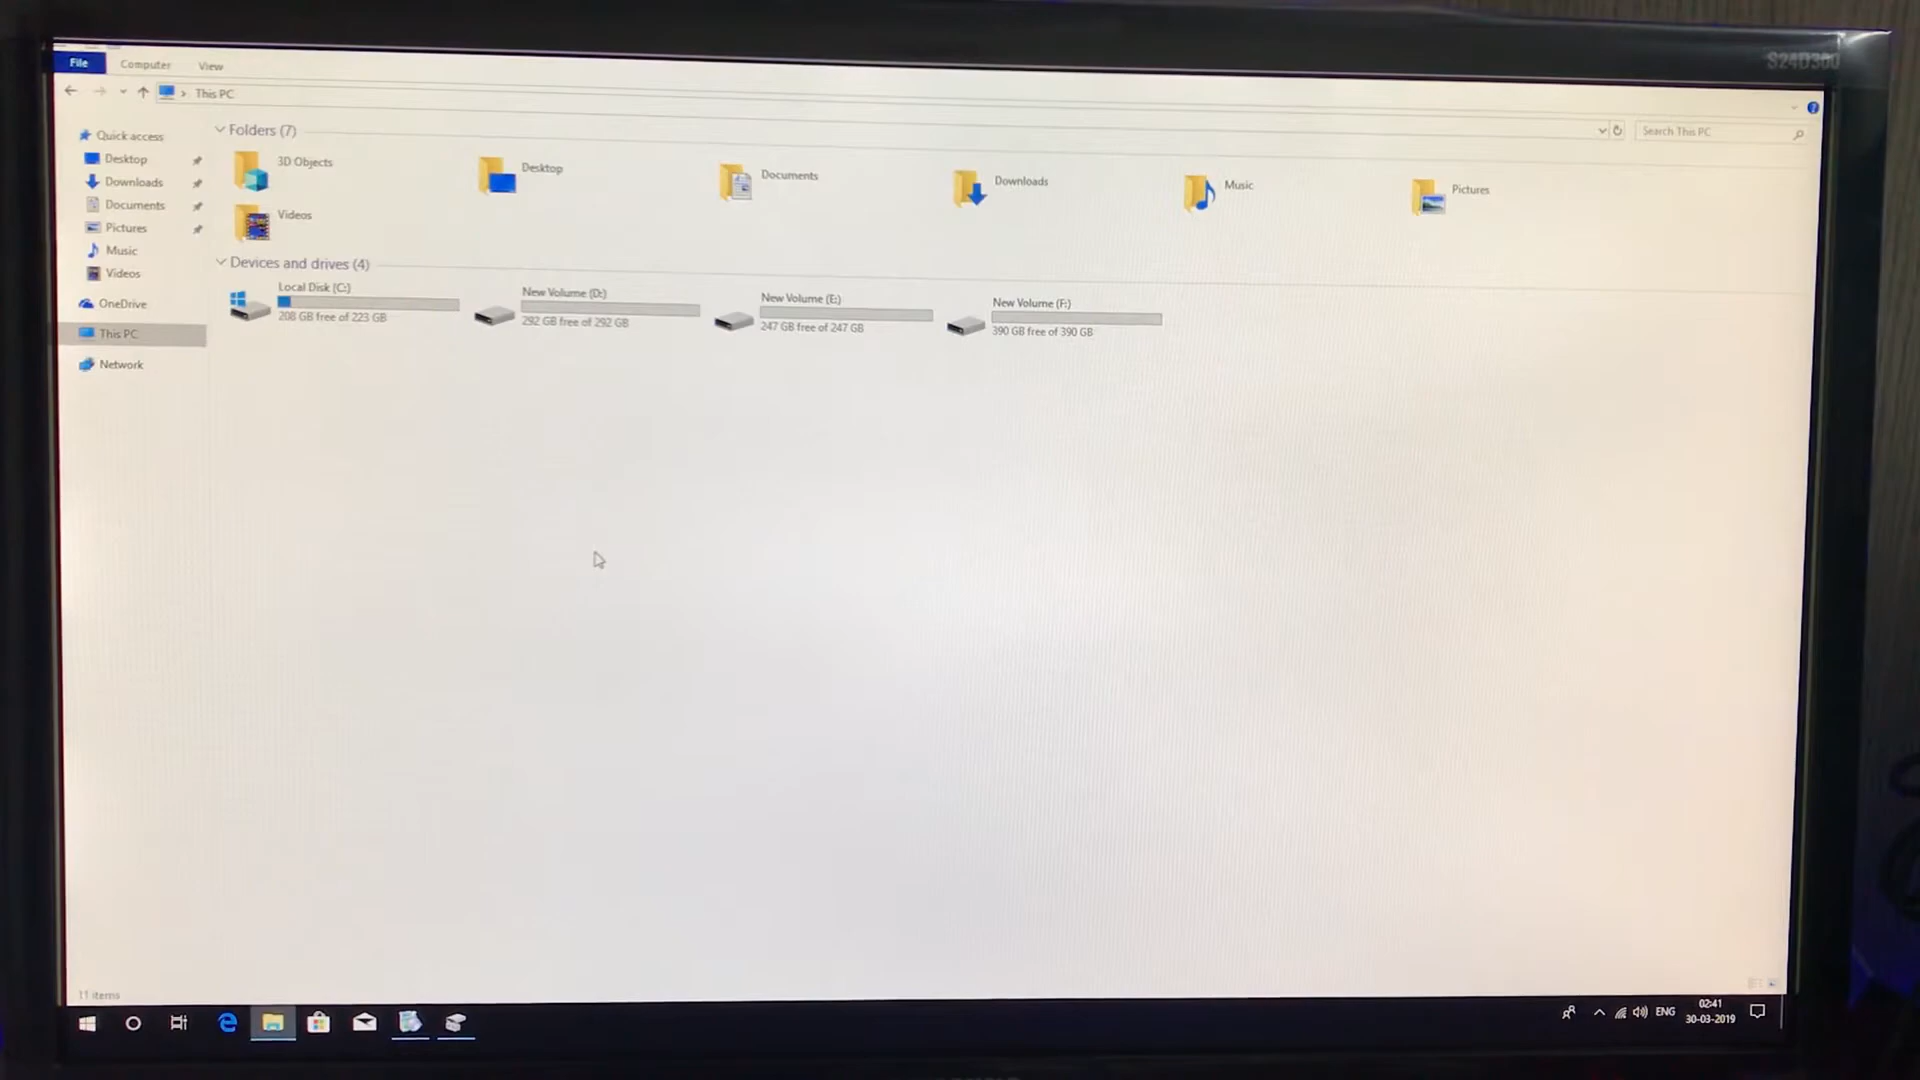 S24D300
File Computer View
This PC
Search This PC
Quick access
Desktop
Downloads
Documents
Pictures
Music
Videos
OneDrive
This PC
Network
Folders (7)
3D Objects
Desktop
Documents
Downloads
Music
Pictures
Videos
Devices and drives (4)
Local Disk (C:)
208 GB free of 223 GB
New Volume (D:)
292 GB free of 292 GB
New Volume (E:)
247 GB free of 247 GB
New Volume (F:)
390 GB free of 390 GB
11 items
ENG
02:41
30-03-2019